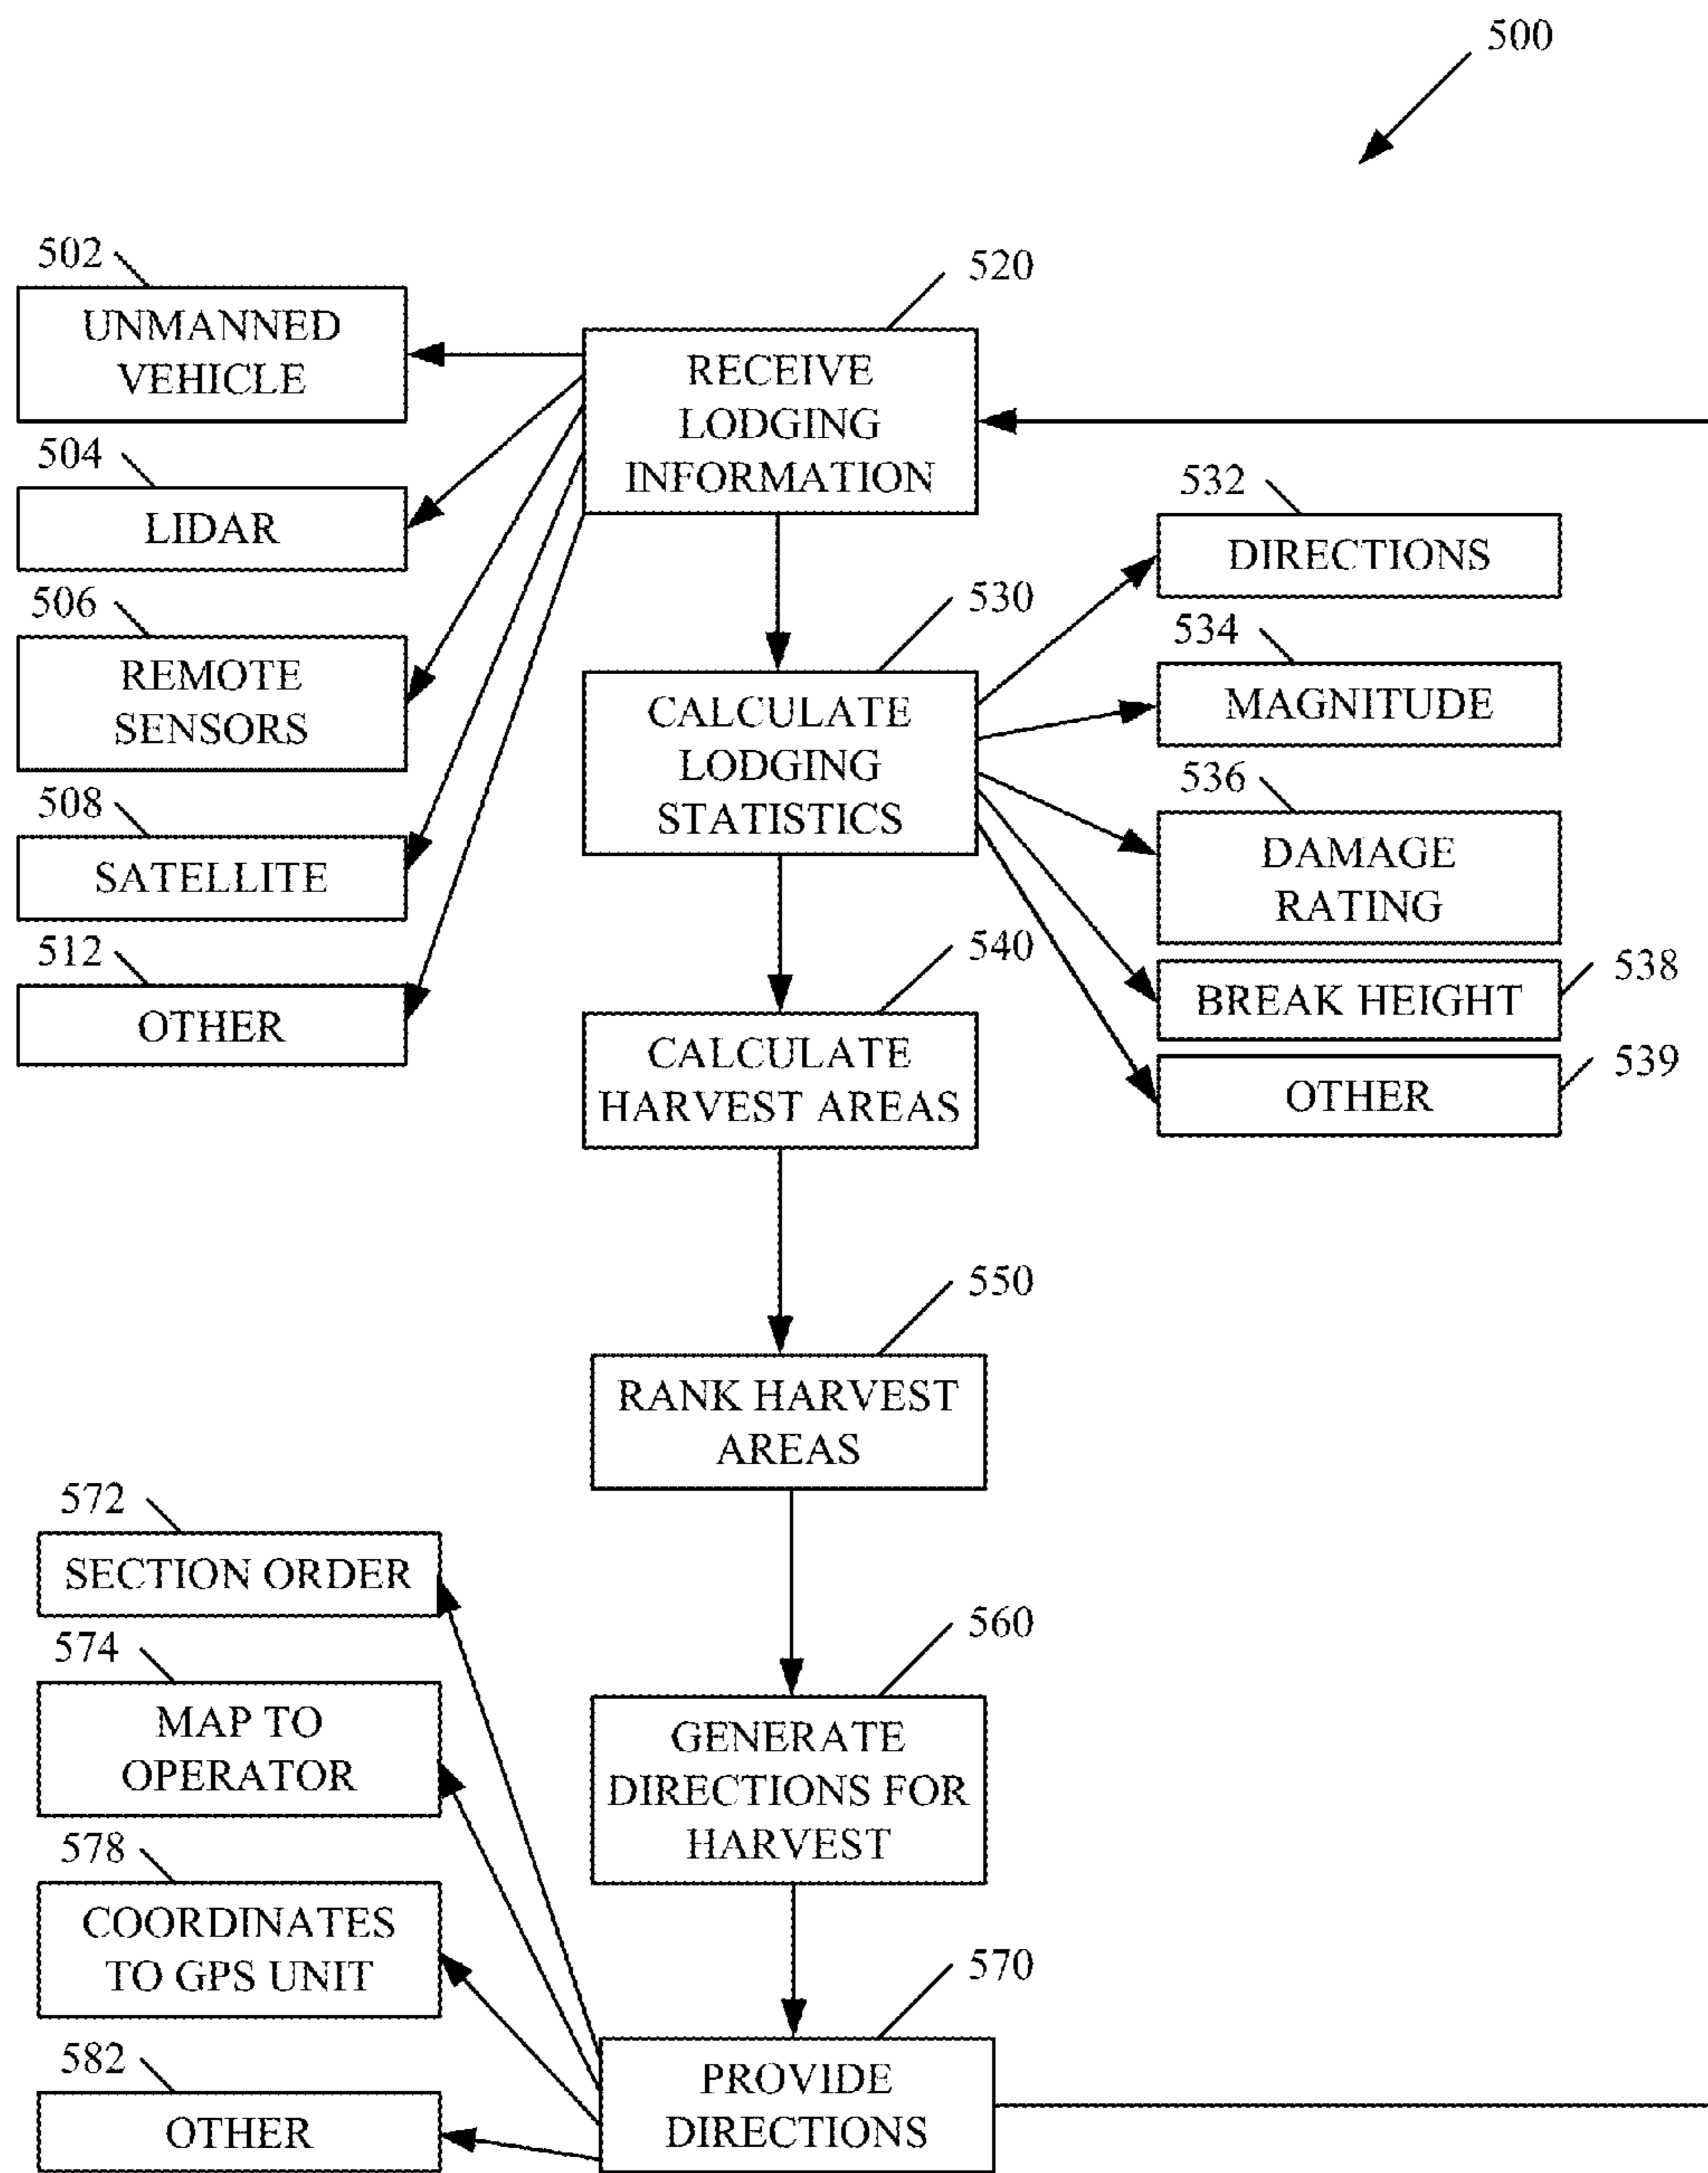 500
502
UNMANNED
VEHICLE
504
LIDAR
506
REMOTE
SENSORS
508
SATELLITE
512
OTHER
520
RECEIVE
LODGING
INFORMATION
530
CALCULATE
LODGING
STATISTICS
532
DIRECTIONS
534
MAGNITUDE
536
DAMAGE
RATING
538
BREAK HEIGHT
539
OTHER
540
CALCULATE
HARVEST AREAS
550
RANK HARVEST
AREAS
560
GENERATE
DIRECTIONS FOR
HARVEST
570
PROVIDE
DIRECTIONS
572
SECTION ORDER
574
MAP TO
OPERATOR
578
COORDINATES
TO GPS UNIT
582
OTHER